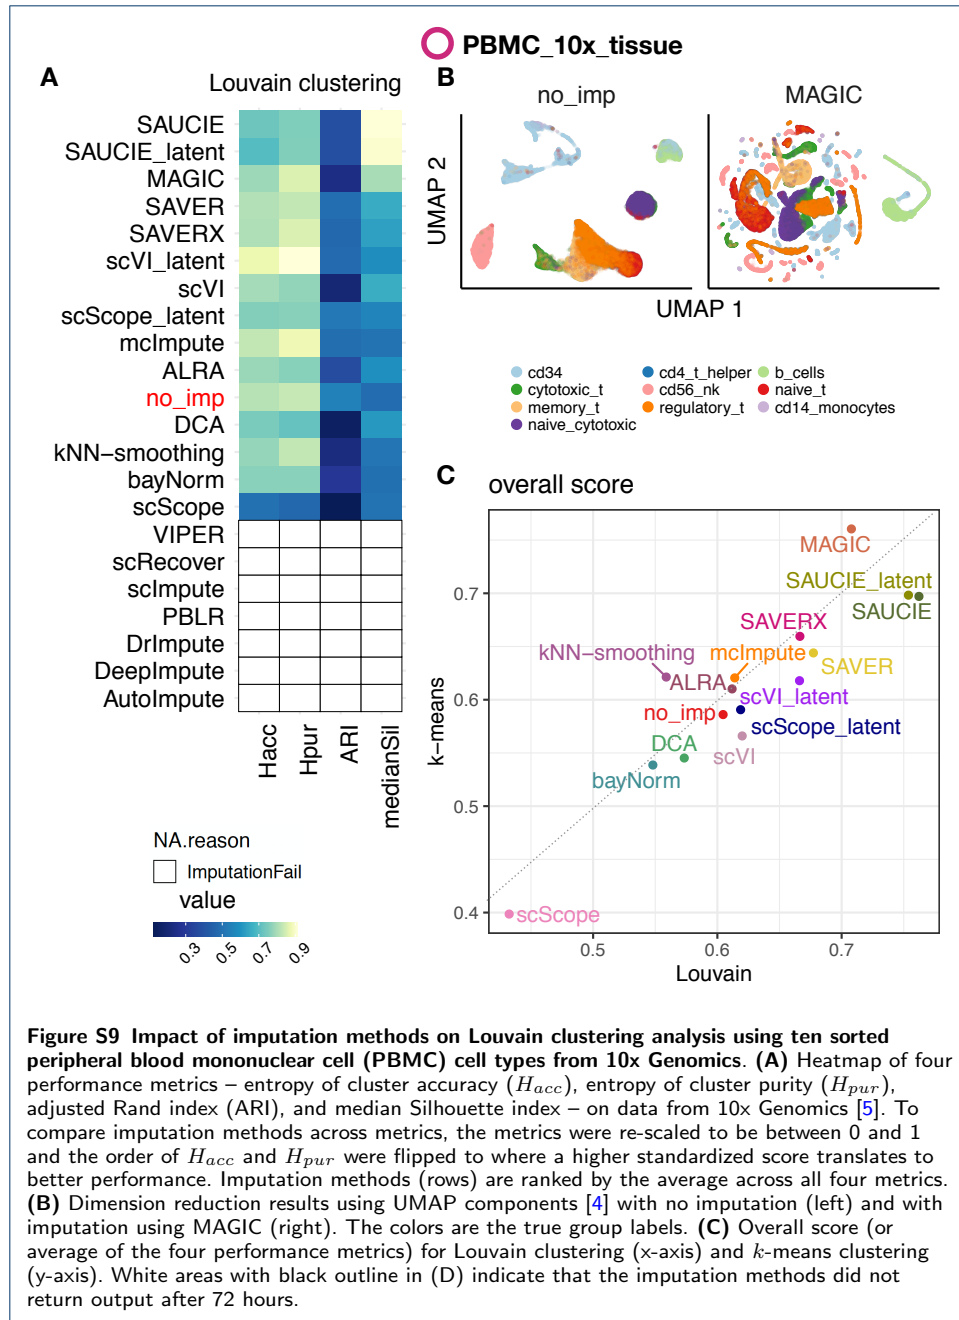 PBMC_10x_tissue
A
Louvain clustering
SAUCIE
SAUCIE_latent
MAGIC
SAVER
SAVERX
scVI_latent
scVI
scScope_latent
mcImpute
ALRA
no_imp
DCA
kNN−smoothing
bayNorm
scScope
VIPER
scRecover
scImpute
PBLR
DrImpute
DeepImpute
AutoImpute
Hacc
Hpur
ARI
medianSil
NA.reason
ImputationFail
value
0.3
0.5
0.7
0.9
B
no_imp
MAGIC
UMAP 2
UMAP 1
cd34
cd4_t_helper
b_cells
cytotoxic_t
cd56_nk
naive_t
memory_t
regulatory_t
cd14_monocytes
naive_cytotoxic
C
overall score
MAGIC
SAUCIE_latent
SAUCIE
SAVERX
kNN−smoothing
mcImpute
SAVER
ALRA
scVI_latent
no_imp
scScope_latent
DCA
scVI
bayNorm
scScope
k−means
0.7
0.6
0.5
0.4
0.5
0.6
0.7
Louvain
Figure S9 Impact of imputation methods on Louvain clustering analysis using ten sorted
peripheral blood mononuclear cell (PBMC) cell types from 10x Genomics. (A) Heatmap of four
performance metrics – entropy of cluster accuracy (Hacc), entropy of cluster purity (Hpur),
adjusted Rand index (ARI), and median Silhouette index – on data from 10x Genomics [5]. To
compare imputation methods across metrics, the metrics were re-scaled to be between 0 and 1
and the order of Hacc and Hpur were flipped to where a higher standardized score translates to
better performance. Imputation methods (rows) are ranked by the average across all four metrics.
(B) Dimension reduction results using UMAP components [4] with no imputation (left) and with
imputation using MAGIC (right). The colors are the true group labels. (C) Overall score (or
average of the four performance metrics) for Louvain clustering (x-axis) and k-means clustering
(y-axis). White areas with black outline in (D) indicate that the imputation methods did not
return output after 72 hours.